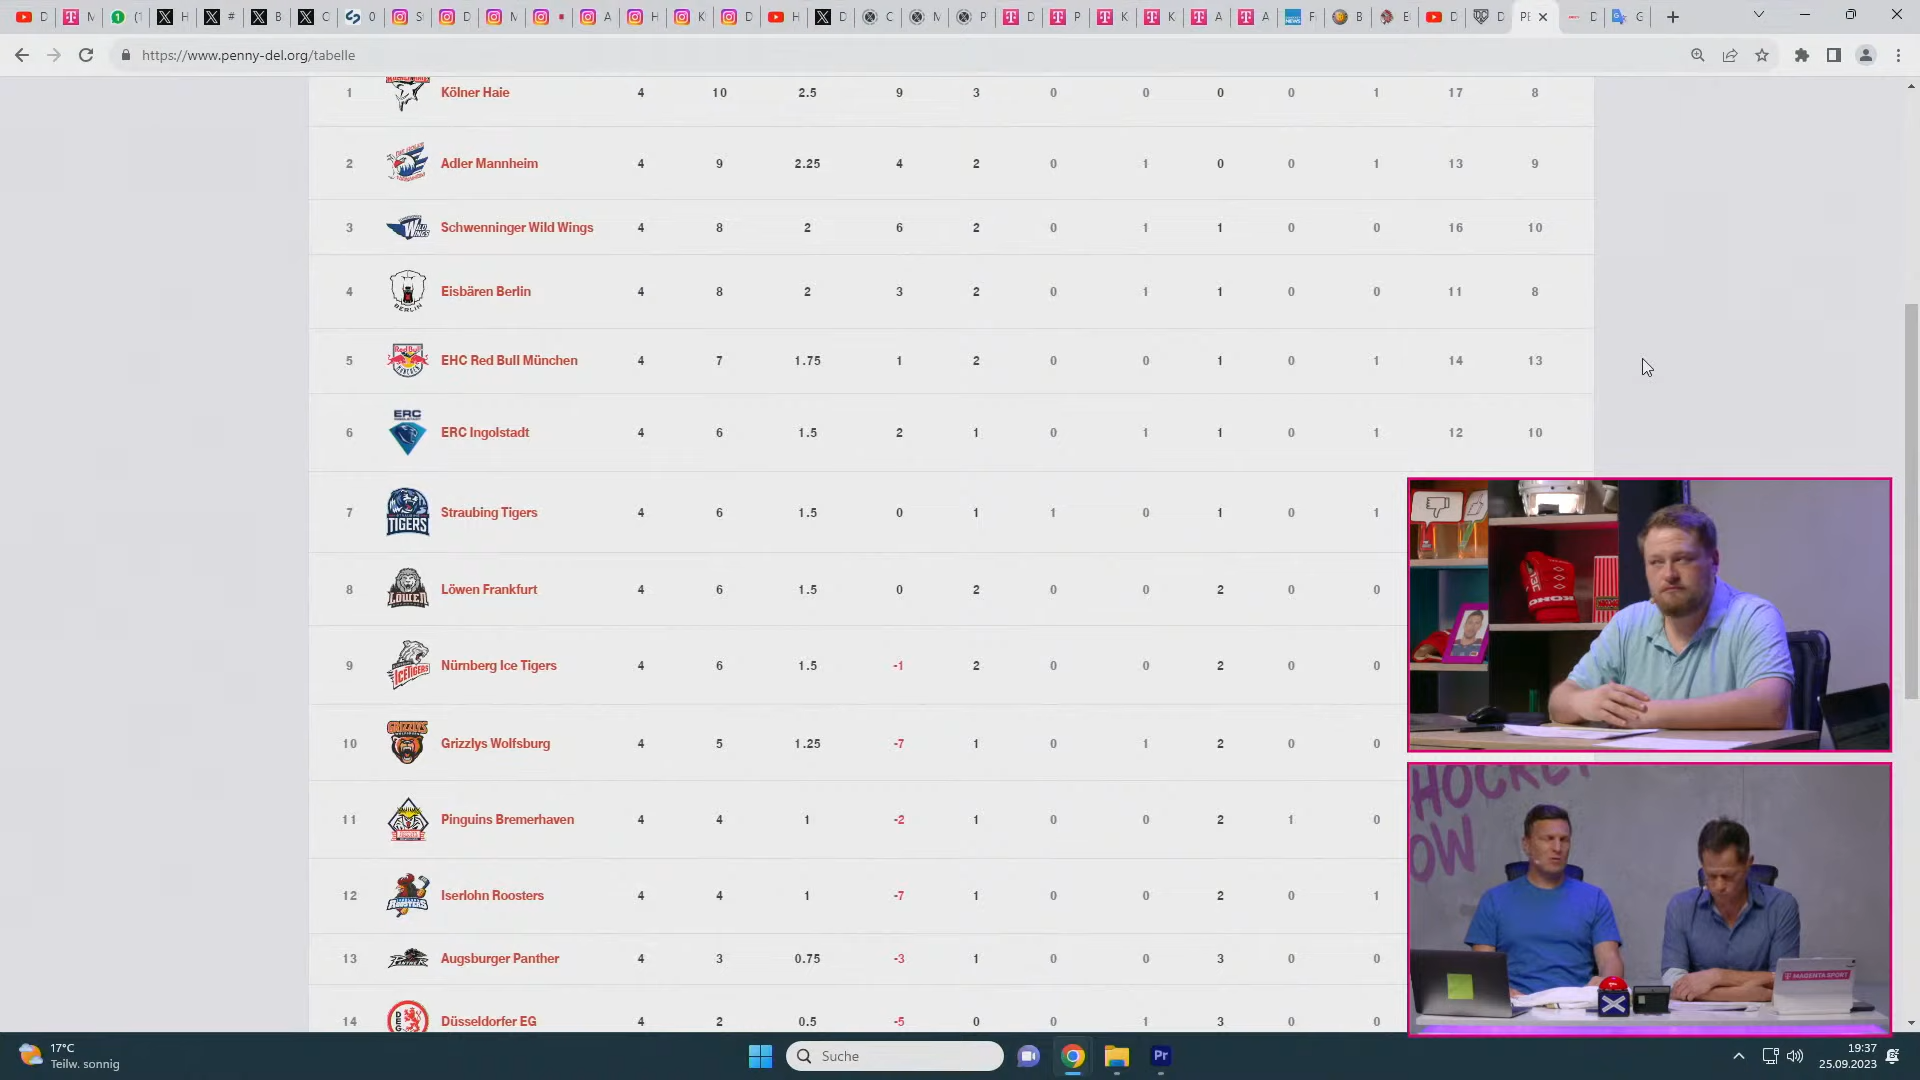 https://www.penny-del.org/tabelle
1 Kölner Haie 4 10 2.5 9 3 0 0 0 0 1 17 8
2 Adler Mannheim 4 9 2.25 4 2 0 1 0 0 1 13 9
3 Schwenninger Wild Wings 4 8 2 6 2 0 1 1 0 0 16 10
4 Eisbären Berlin 4 8 2 3 2 0 1 1 0 0 11 8
5 EHC Red Bull München 4 7 1.75 1 2 0 0 1 0 1 14 13
6 ERC Ingolstadt 4 6 1.5 2 1 0 1 1 0 1 12 10
7 Straubing Tigers 4 6 1.5 0 1 1 0 1 0 1
8 Löwen Frankfurt 4 6 1.5 0 2 0 0 2 0 0
9 Nürnberg Ice Tigers 4 6 1.5 -1 2 0 0 2 0 0
10 Grizzlys Wolfsburg 4 5 1.25 -7 1 0 1 2 0 0
11 Pinguins Bremerhaven 4 4 1 -2 1 0 0 2 1 0
12 Iserlohn Roosters 4 4 1 -7 1 0 0 2 0 1
13 Augsburger Panther 4 3 0.75 -3 1 0 0 3 0 0
14 Düsseldorfer EG 4 2 0.5 -5 0 0 1 3 0 0
HOCKEY
OW
MAGENTA SPORT
17°C
Teilw. sonnig
Suche
Pr
19:37
25.09.2023